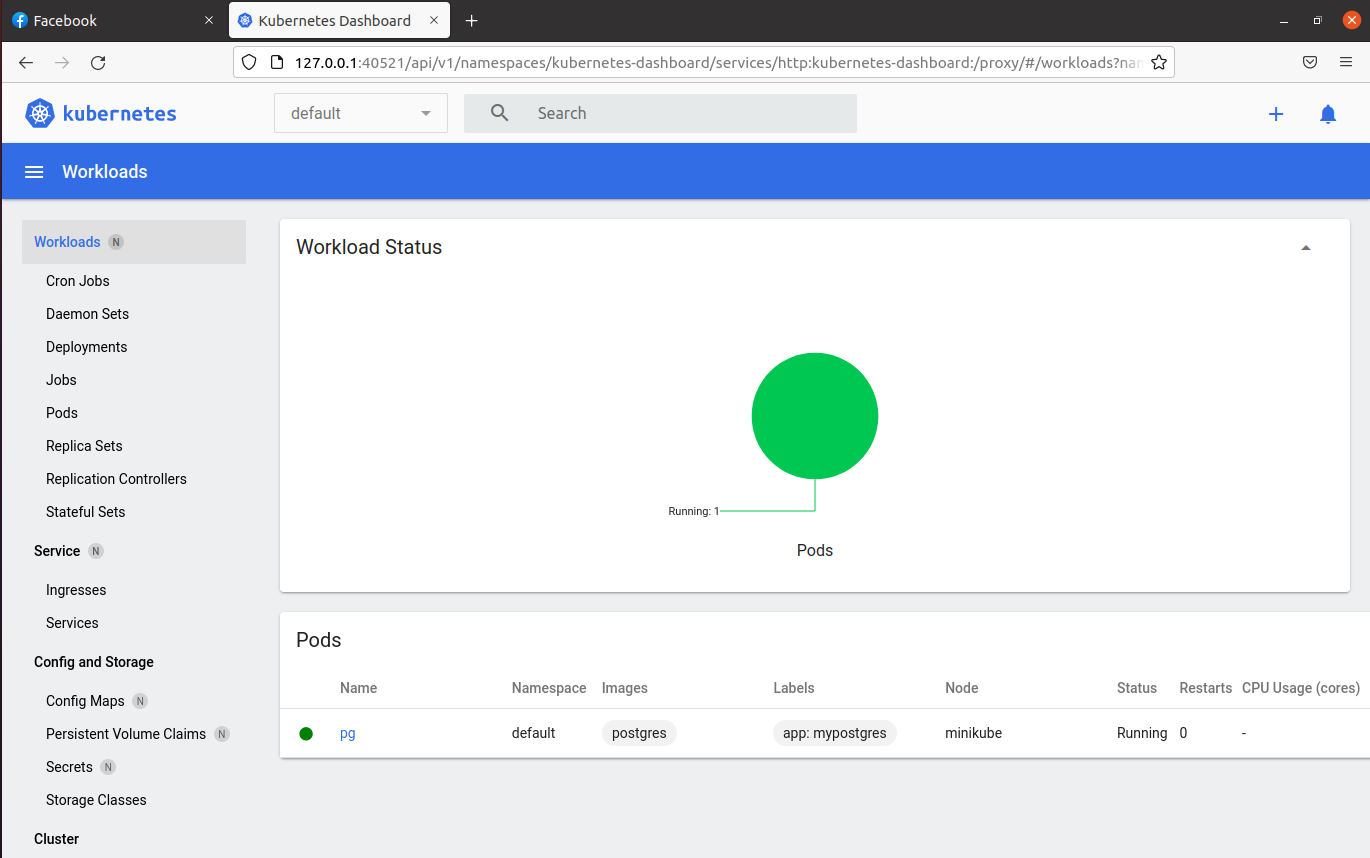 Facebook
Kubernetes Dashboard
127.0.0.1:40521/api/v1/namespaces/kubernetes-dashboard/services/http:kubernetes-dashboard:/proxy/#/workloads?nam
kubernetes
default
Search
Workloads
Workloads N
Cron Jobs
Daemon Sets
Deployments
Jobs
Pods
Replica Sets
Replication Controllers
Stateful Sets
Service N
Ingresses
Services
Config and Storage
Config Maps N
Persistent Volume Claims N
Secrets N
Storage Classes
Cluster
Workload Status
Running: 1
Pods
Pods
Name Namespace Images Labels Node Status Restarts CPU Usage (cores)
pg default postgres app: mypostgres minikube Running 0 -